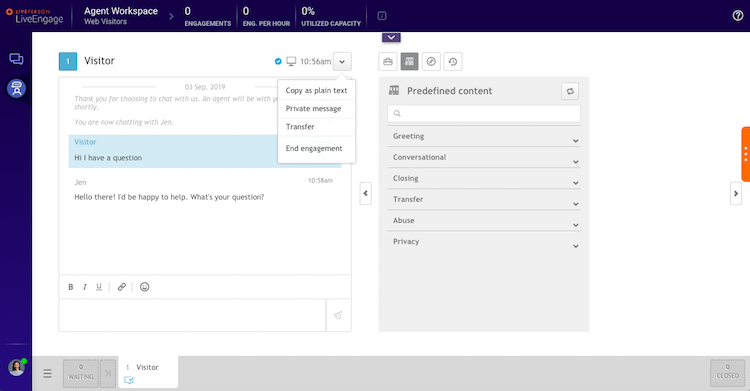 LIVEPERSON
LiveEngage
Agent Workspace
Web Visitors
0
ENGAGEMENTS
0
ENG. PER HOUR
0%
UTILIZED CAPACITY
1
Visitor
10:56am
03 Sep, 2019
Thank you for choosing to chat with us. An agent will be with yo
shortly.
You are now chatting with Jen.
Visitor
Hi I have a question
Jen
10:58am
Hello there! I'd be happy to help. What's your question?
Copy as plain text
Private message
Transfer
End engagement
B I U
Predefined content
Greeting
Conversational
Closing
Transfer
Abuse
Privacy
0
WAITING
1 Visitor
0
CLOSED